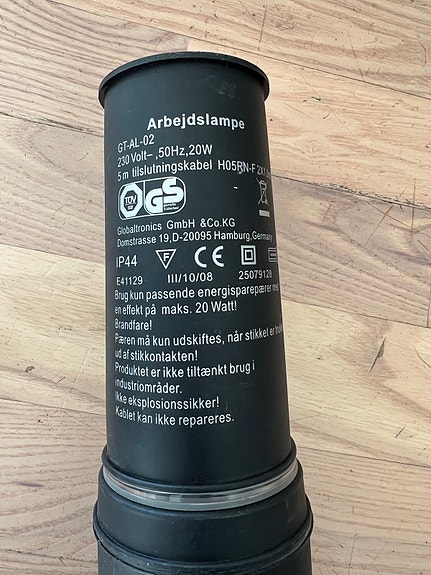 Arbejdslampe
GT-AL-02
230 Volt~,50Hz,20W
5m tilslutningskabel H05RN-F
TÜV GS
Globaltronics GmbH &Co.KG
Domstrasse 19,D-20095 Hamburg,Germany
IP44 F CE
E41129 III/10/08 25079128
Brug kun passende energisparepærer med
en effekt på maks. 20 Watt!
Brandfare!
Pæren må kun udskiftes, når stikket er
ud af stikkontakten!
Produktet er ikke tiltænkt brug i
industriområder.
Ikke eksplosionssikker!
Kablet kan ikke repareres.